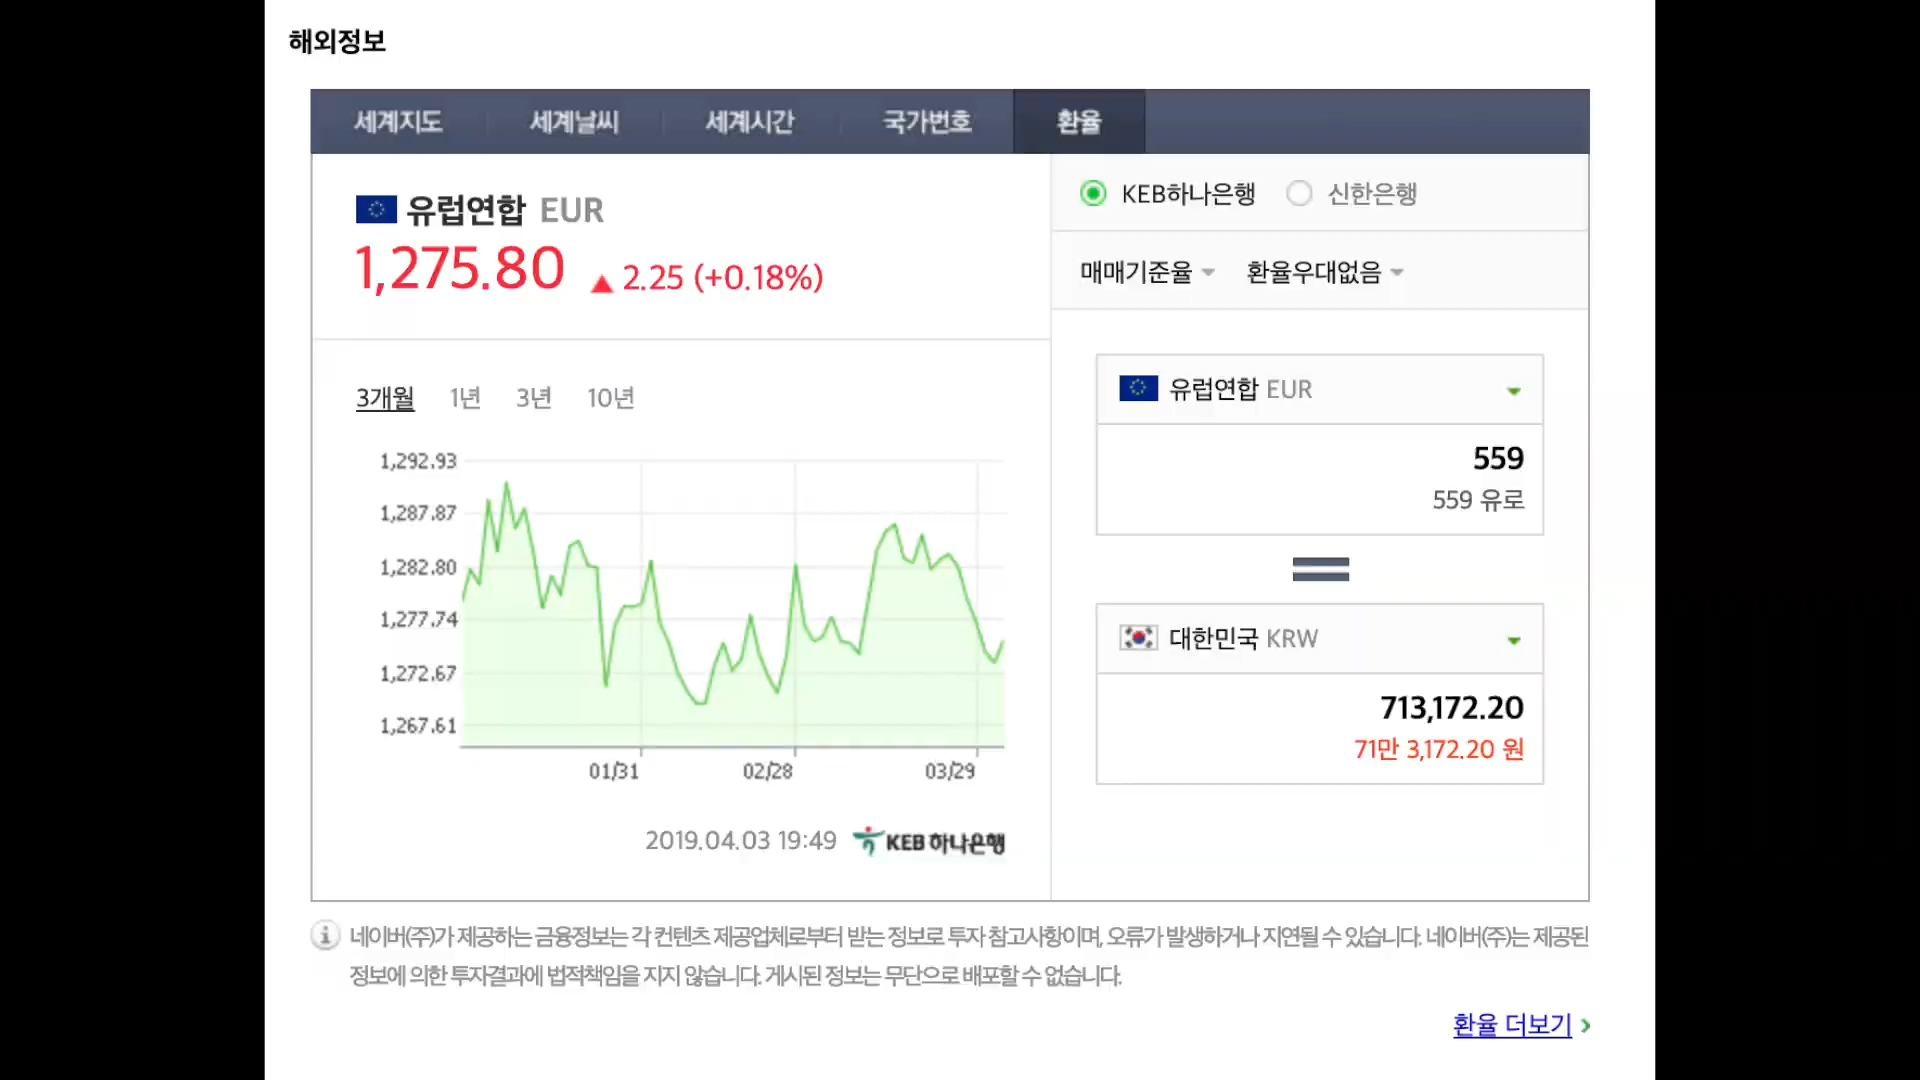 해외정보
세계지도 세계날씨 세계시간 국가번호 환율
유럽연합 EUR
1,275.80 ▲ 2.25 (+0.18%)
3개월 1년 3년 10년
1,292.93
1,287.87
1,282.80
1,277.74
1,272.67
1,267.61
01/31 02/28 03/29
2019.04.03 19:49 KEB 하나은행
KEB하나은행 신한은행
매매기준율 환율우대없음
유럽연합 EUR
559
559 유로
대한민국 KRW
713,172.20
71만 3,172.20 원
네이버(주)가 제공하는 금융정보는 각 컨텐츠 제공업체로부터 받는 정보로 투자 참고사항이며, 오류가 발생하거나 지연될 수 있습니다. 네이버(주)는 제공된
정보에 의한 투자결과에 법적책임을 지지 않습니다. 게시된 정보는 무단으로 배포할 수 없습니다.
환율 더보기